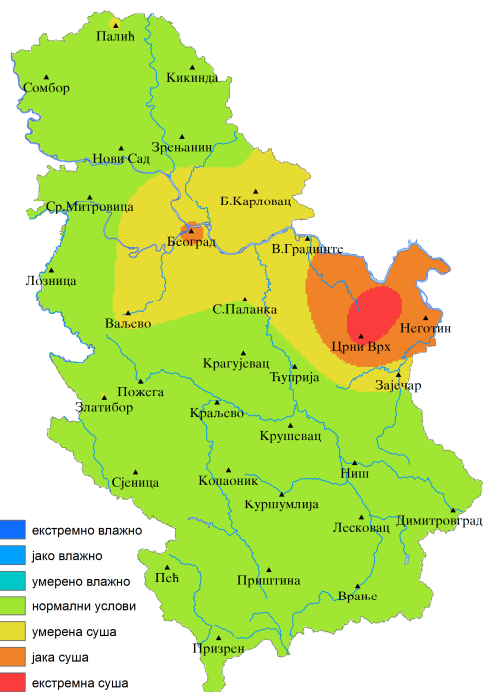 Палић
Сомбор
Кикинда
Зрењанин
Нови Сад
Б.Карловац
Ср.Митровица
Београд
В.Градиште
Лозница
С.Паланка
Ваљево
Неготин
Црни Врх
Крагујевац
Ћуприја
Зајечар
Пожега
Златибор
Краљево
Крушевац
Ниш
Сјеница
Копаоник
Куршумлија
Димитровград
Лесковац
екстремно влажно
јако влажно
умерено влажно
нормални услови
умерена суша
јака суша
екстремна суша
Пећ
Приштина
Врање
Призрен